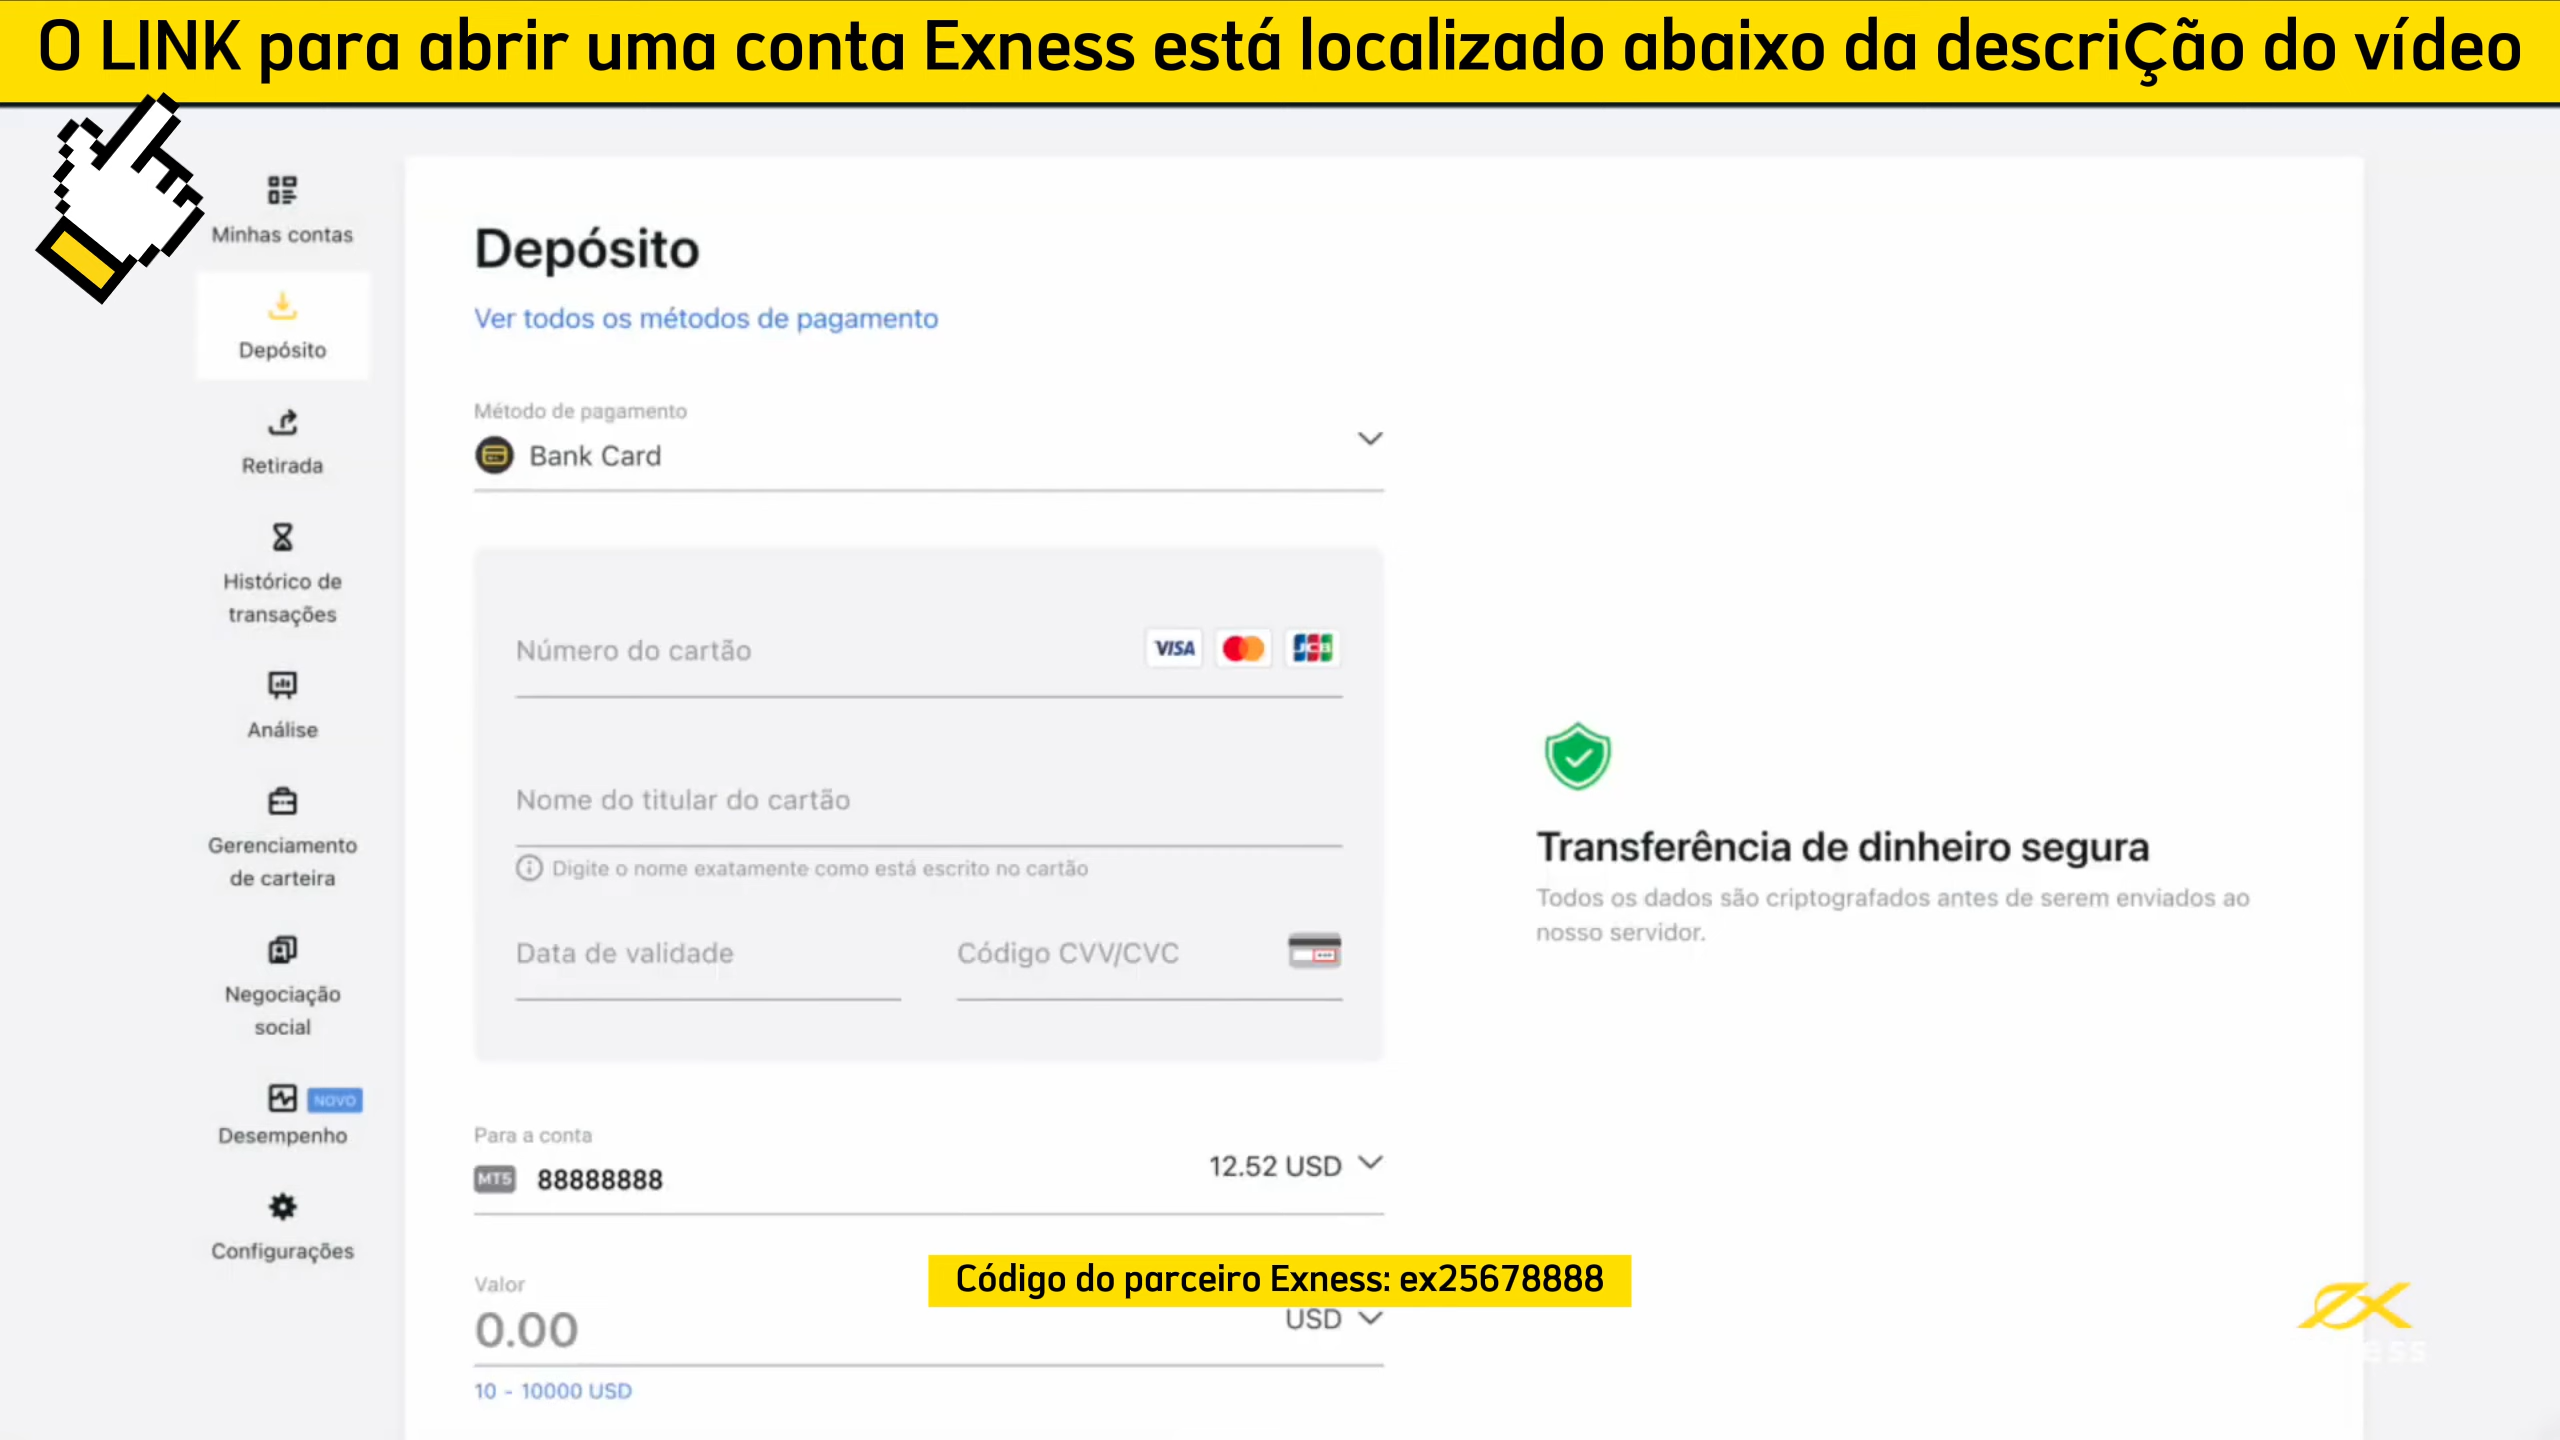 O LINK para abrir uma conta Exness está localizado abaixo da descriÇão do vídeo
Minhas contas
Depósito
Retirada
Histórico de
transações
Análise
Gerenciamento
de carteira
Negociação
social
NOVO
Desempenho
Configurações
Depósito
Ver todos os métodos de pagamento
Método de pagamento
Bank Card
Número do cartão
VISA
JCB
Nome do titular do cartão
Digite o nome exatamente como está escrito no cartão
Data de validade
Código CVV/CVC
Para a conta
MT5 88888888
12.52 USD
Valor
0.00
USD
10 - 10000 USD
Transferência de dinheiro segura
Todos os dados são criptografados antes de serem enviados ao
nosso servidor.
Código do parceiro Exness: ex25678888